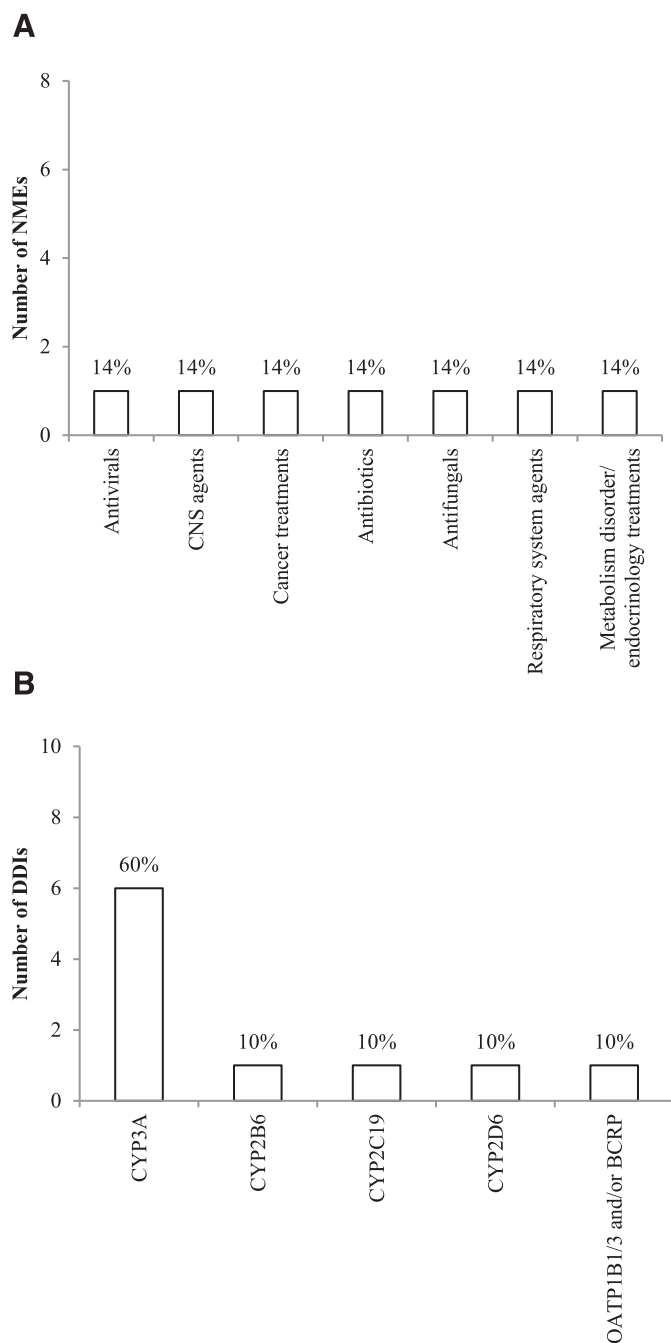 A
Number of NMEs
8
6
4
2
0
14%
14%
14%
14%
14%
14%
14%
Antivirals
CNS agents
Cancer treatments
Antibiotics
Antifungals
Respiratory system agents
Metabolism disorder/
endocrinology treatments
B
Number of DDIs
10
8
6
4
2
0
60%
10%
10%
10%
10%
CYP3A
CYP2B6
CYP2C19
CYP2D6
OATP1B1/3 and/or BCRP